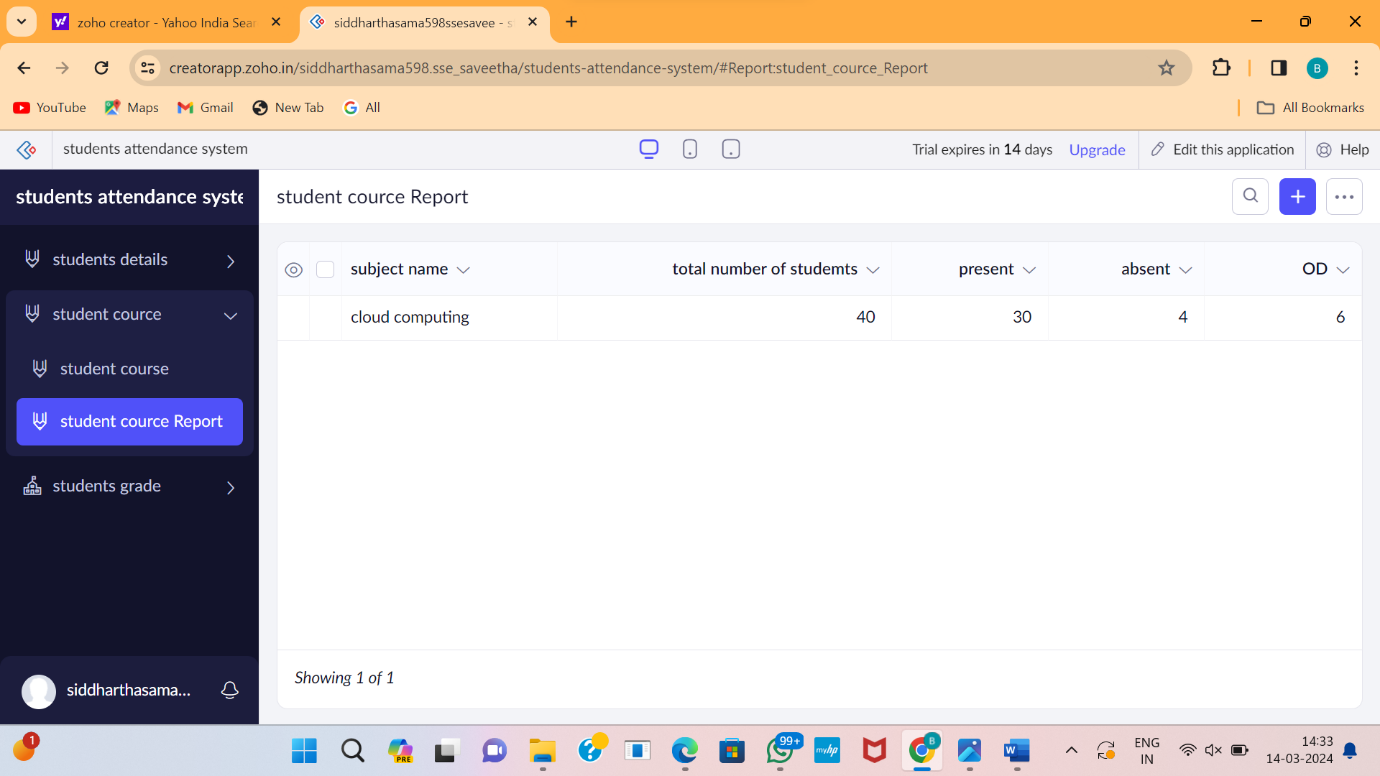 zoho creator - Yahoo India Sear
siddharthasama598ssesavee - s
creatorapp.zoho.in/siddharthasama598.sse_saveetha/students-attendance-system/#Report:student_cource_Report
B
YouTube
Maps
Gmail
New Tab
All
All Bookmarks
students attendance system
Trial expires in 14 days
Upgrade
Edit this application
Help
students attendance syste
student cource Report
students details
student cource
student course
student cource Report
students grade
subject name
total number of studemts
present
absent
OD
cloud computing
40
30
4
6
Showing 1 of 1
siddharthasama...
1
PRE
99+
myhp
B
W
ENG
IN
14:33
14-03-2024